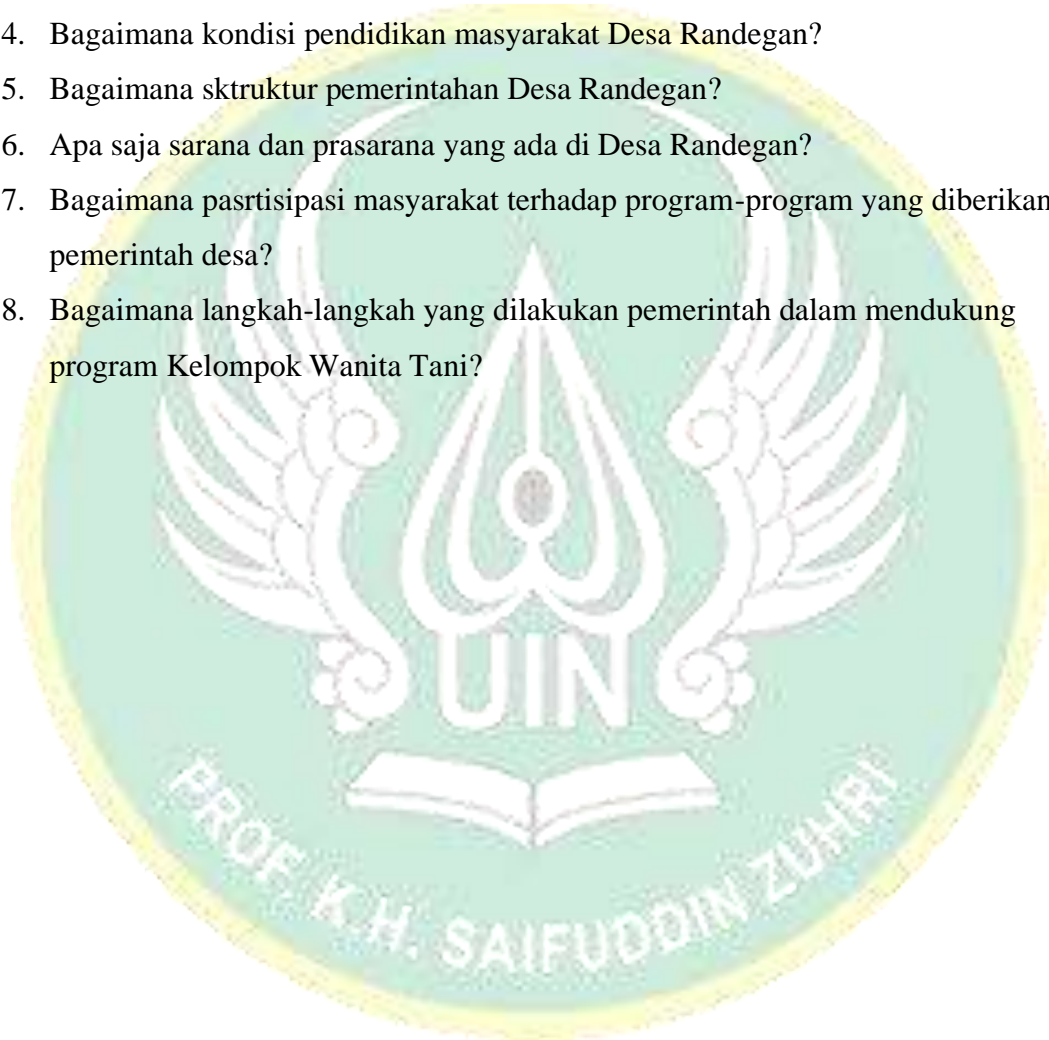 4. Bagaimana kondisi pendidikan masyarakat Desa Randegan?
5. Bagaimana sktruktur pemerintahan Desa Randegan?
6. Apa saja sarana dan prasarana yang ada di Desa Randegan?
7. Bagaimana pasrtisipasi masyarakat terhadap program-program yang diberikan
pemerintah desa?
8. Bagaimana langkah-langkah yang dilakukan pemerintah dalam mendukung
program Kelompok Wanita Tani?
UIN
PROF. K.H. SAIFUDDIN ZUHRI